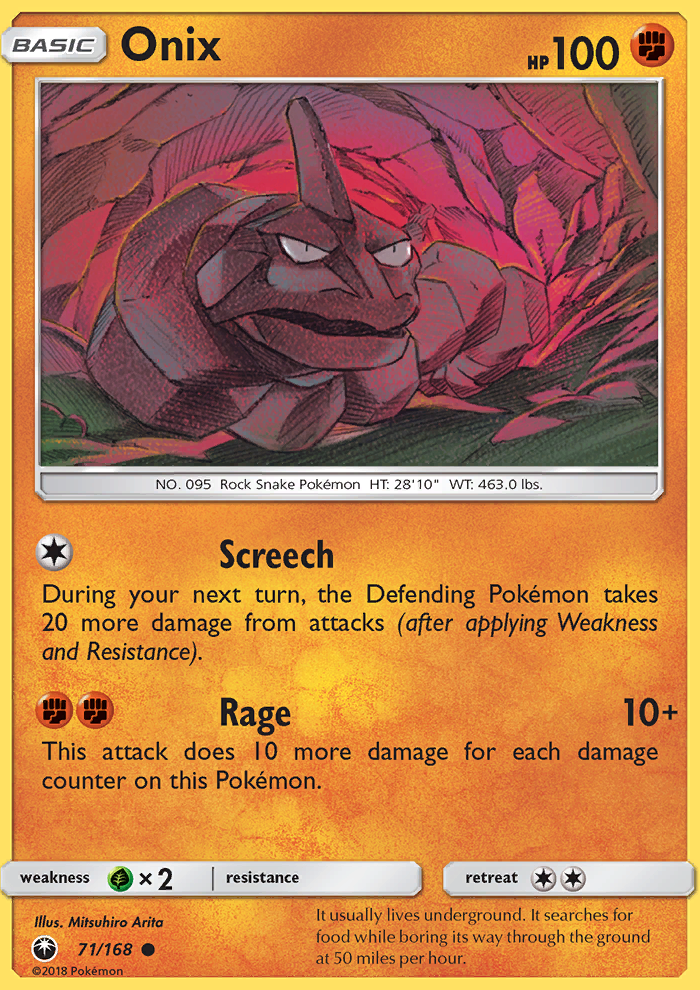 BASIC Onix HP100
NO. 095 Rock Snake Pokémon HT: 28'10" WT: 463.0 lbs.
Screech
During your next turn, the Defending Pokémon takes
20 more damage from attacks (after applying Weakness
and Resistance).
Rage 10+
This attack does 10 more damage for each damage
counter on this Pokémon.
weakness ×2 resistance retreat
Illus. Mitsuhiro Arita
71/168
©2018 Pokémon
It usually lives underground. It searches for
food while boring its way through the ground
at 50 miles per hour.